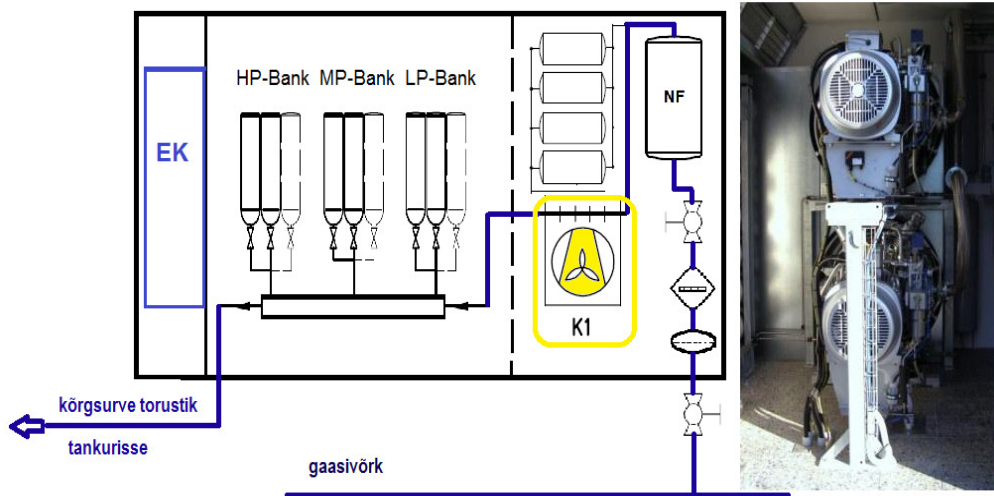 HP-Bank MP-Bank LP-Bank
NF
EK
K1
kõrgsurve torustik
tankurisse
gaasivõrk